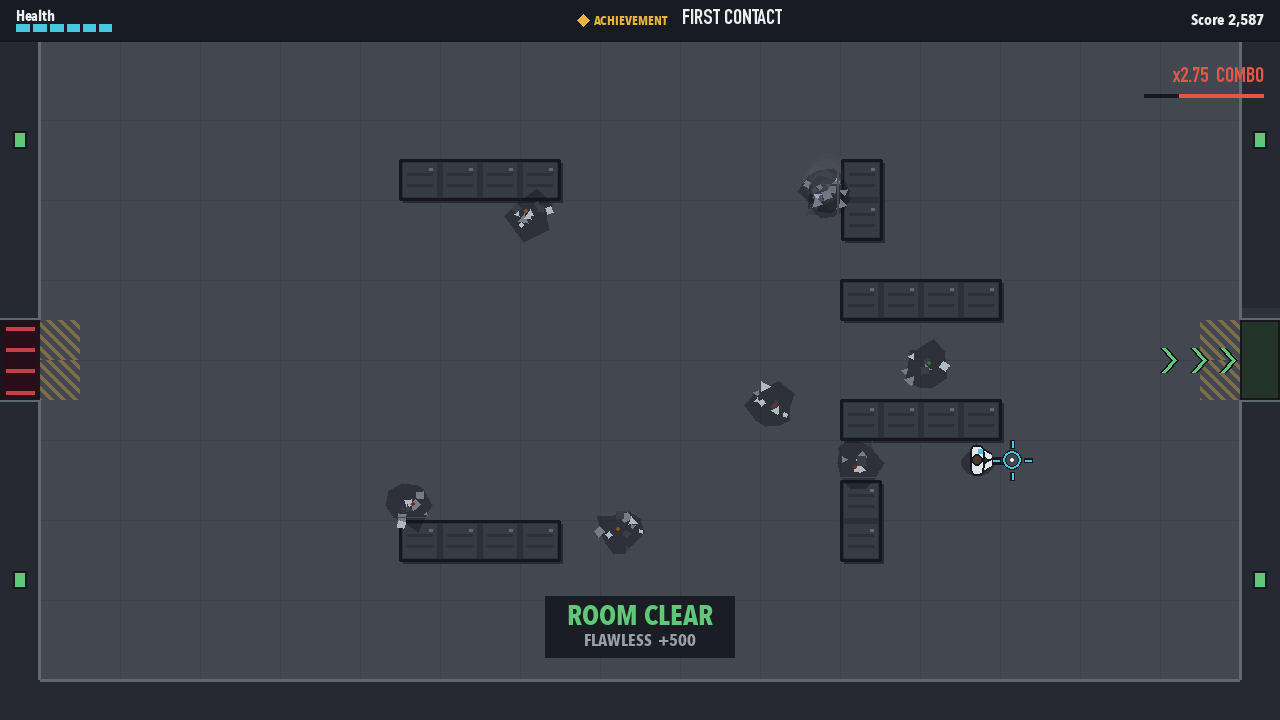 Health
ACHIEVEMENT FIRST CONTACT
Score 2,587
x2.75 COMBO
ROOM CLEAR
FLAWLESS +500